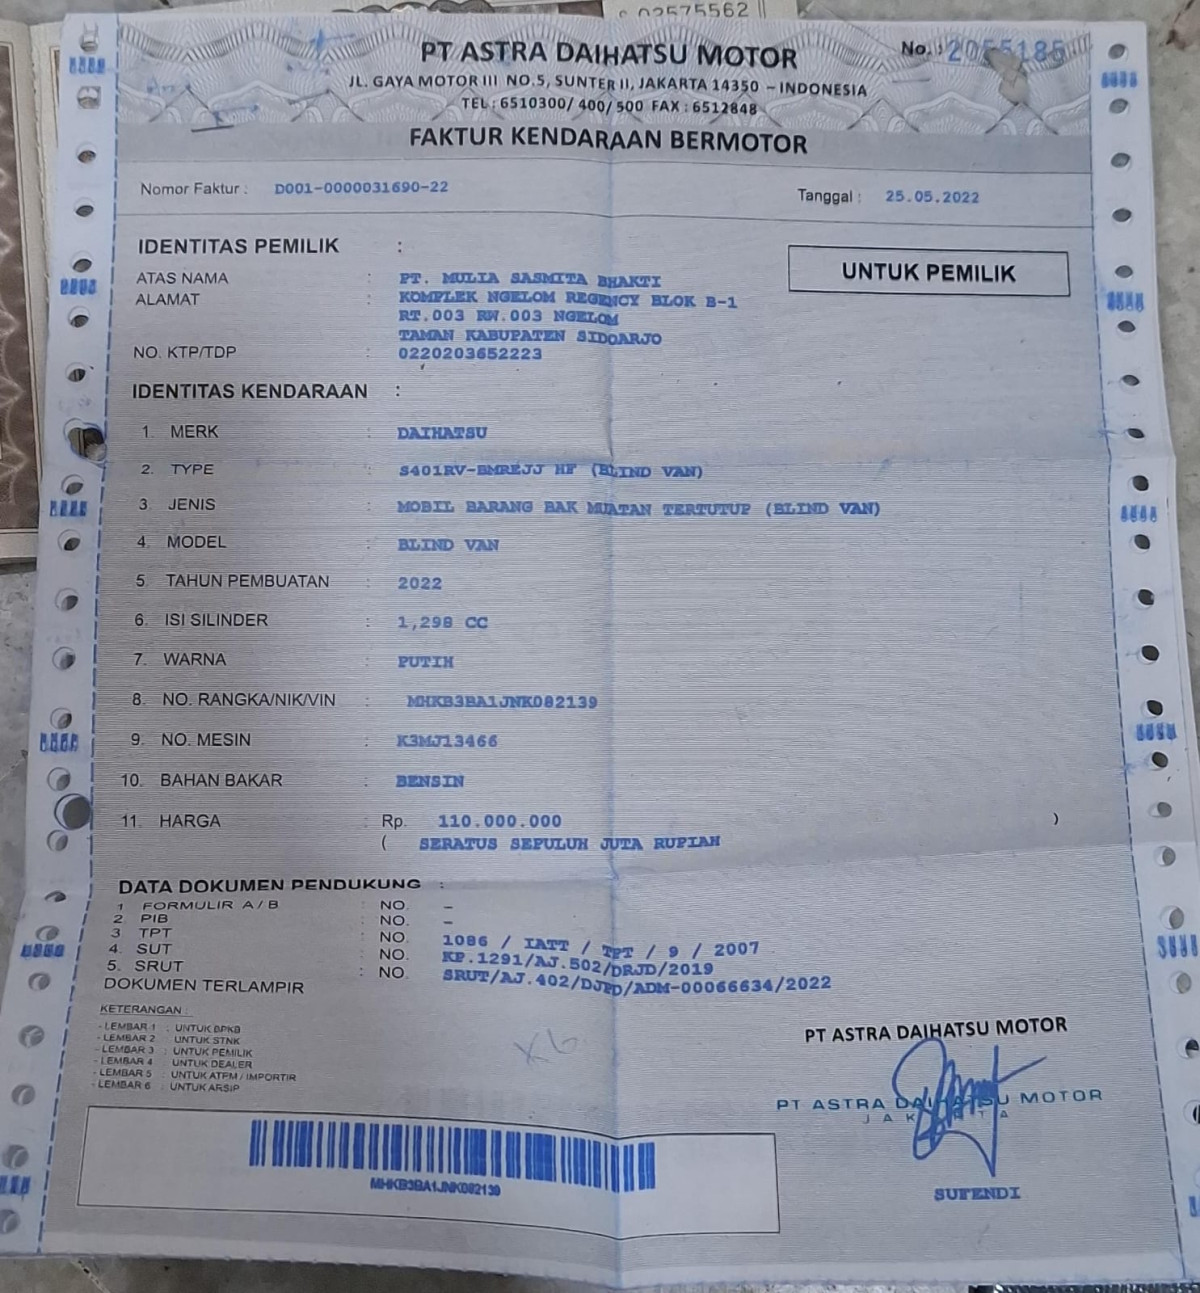 S 02575562
PT ASTRA DAIHATSU MOTOR
No. : 2055185
JL. GAYA MOTOR III NO.5, SUNTER II, JAKARTA 14350 – INDONESIA
TEL : 6510300/ 400/ 500 FAX : 6512848
FAKTUR KENDARAAN BERMOTOR
Nomor Faktur : D001-0000031690-22
Tanggal : 25.05.2022
IDENTITAS PEMILIK :
UNTUK PEMILIK
ATAS NAMA : PT. MULIA SASMITA BHAKTI
ALAMAT : KOMPLEK NGELOM REGENCY BLOK B-1
RT.003 RW.003 NGELOM
TAMAN KABUPATEN SIDOARJO
NO. KTP/TDP : 0220203652223
IDENTITAS KENDARAAN :
1. MERK : DAIHATSU
2. TYPE : S401RV-BMREJJ HF (BLIND VAN)
3. JENIS : MOBIL BARANG BAK MUATAN TERTUTUP (BLIND VAN)
4. MODEL : BLIND VAN
5. TAHUN PEMBUATAN : 2022
6. ISI SILINDER : 1,298 CC
7. WARNA : PUTIH
8. NO. RANGKA/NIK/VIN : MHKB3BA1JNK082139
9. NO. MESIN : K3MJ13466
10. BAHAN BAKAR : BENSIN
11. HARGA : Rp. 110.000.000
( SERATUS SEPULUH JUTA RUPIAH )
DATA DOKUMEN PENDUKUNG :
1 FORMULIR A / B : NO. –
2 PIB : NO. –
3 TPT : NO. 1086 / IATT / TPT / 9 / 2007
4. SUT : NO. KP.1291/AJ.502/DRJD/2019
5. SRUT : NO. SRUT/AJ.402/DJPD/ADM-00066634/2022
DOKUMEN TERLAMPIR
KETERANGAN :
- LEMBAR 1 : UNTUK BPKB
- LEMBAR 2 : UNTUK STNK
- LEMBAR 3 : UNTUK PEMILIK
- LEMBAR 4 UNTUK DEALER
- LEMBAR 5 : UNTUK ATPM / IMPORTIR
- LEMBAR 6 : UNTUK ARSIP
X6
PT ASTRA DAIHATSU MOTOR
PT ASTRA DAIHATSU MOTOR
JAKARTA
SUFENDI
MHKB3BA1JNK082139